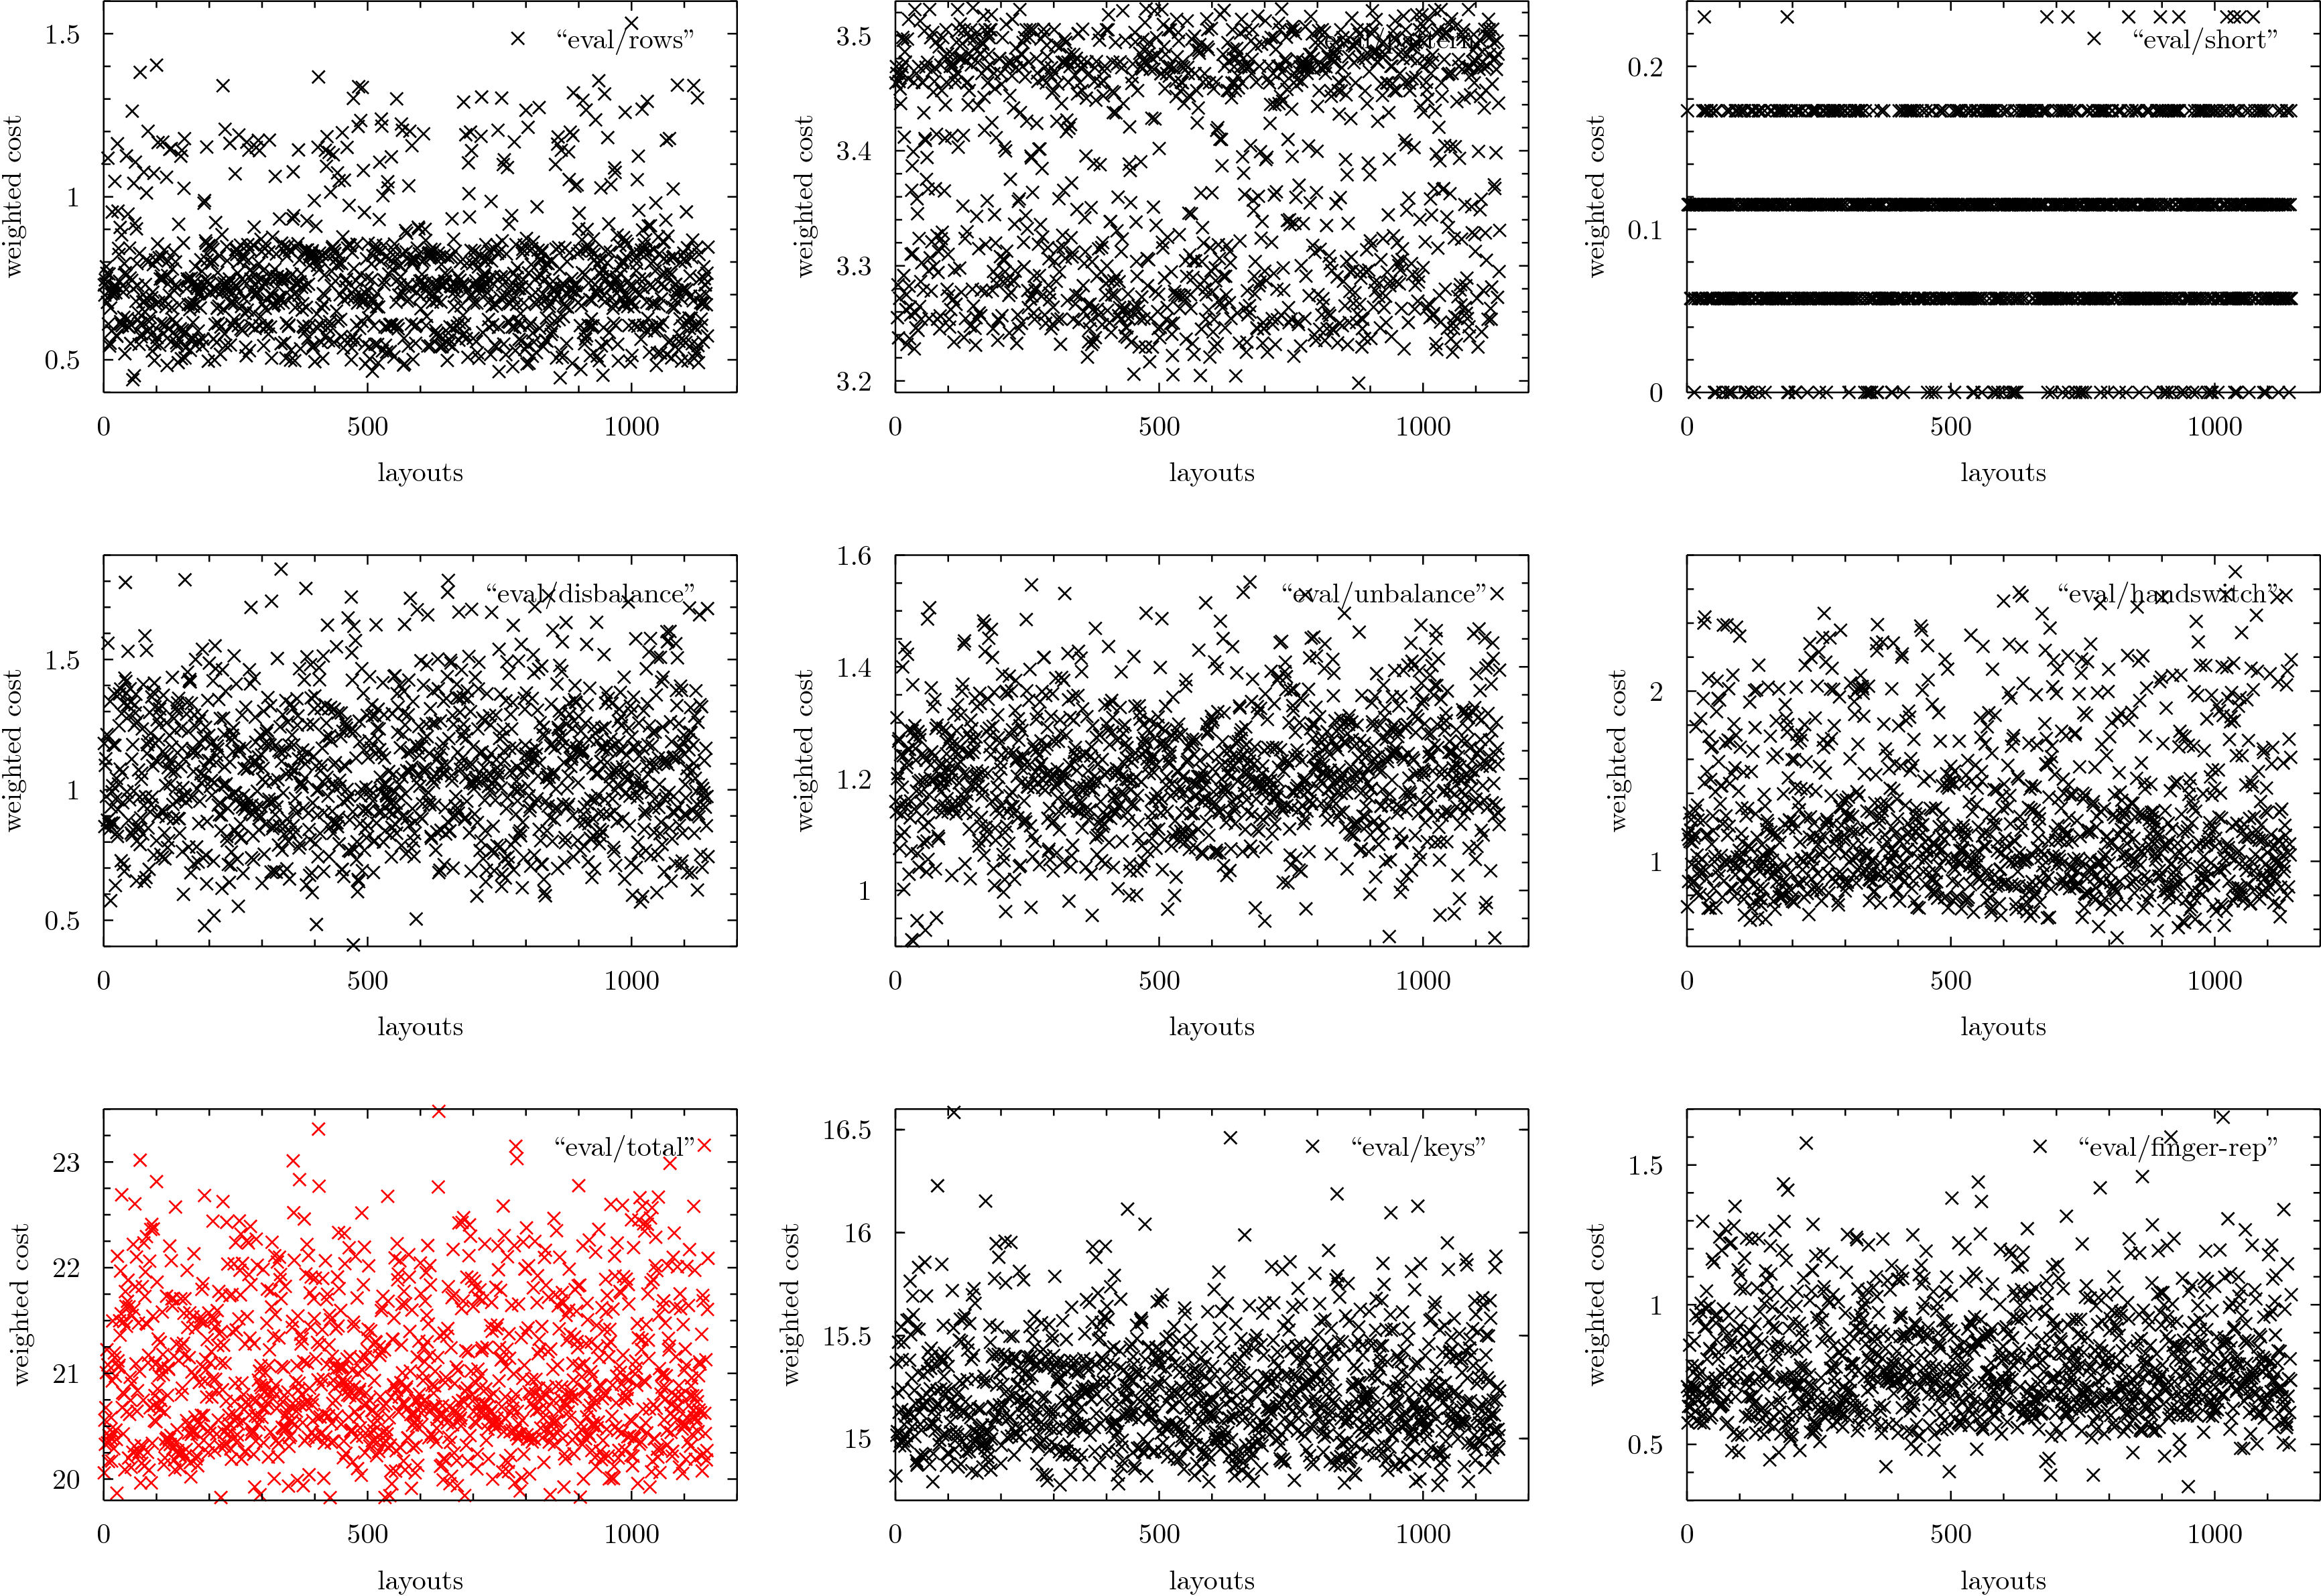 “eval/rows”
weighted cost
1.5
1
0.5
0
500
1000
layouts
weighted cost
3.5
3.4
3.3
3.2
0
500
1000
layouts
“eval/short”
weighted cost
0.2
0.1
0
0
500
1000
layouts
“eval/disbalance”
weighted cost
1.5
1
0.5
0
500
1000
layouts
“eval/unbalance”
weighted cost
1.6
1.4
1.2
1
0
500
1000
layouts
“eval/handswitch”
weighted cost
2
1
0
500
1000
layouts
“eval/total”
weighted cost
23
22
21
20
0
500
1000
layouts
“eval/keys”
weighted cost
16.5
16
15.5
15
0
500
1000
layouts
“eval/finger-rep”
weighted cost
1.5
1
0.5
0
500
1000
layouts